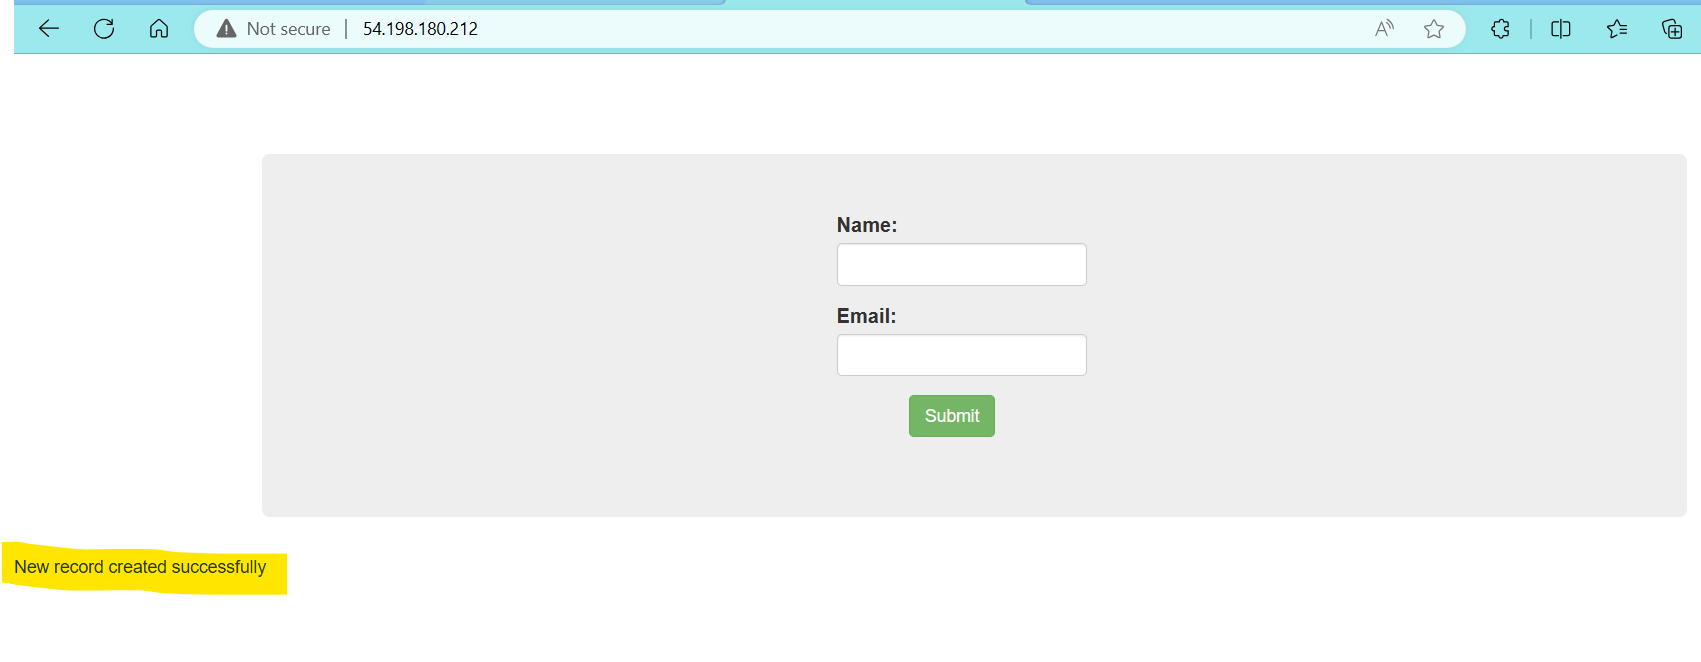 Not secure 54.198.180.212
Name:
Email:
Submit
New record created successfully